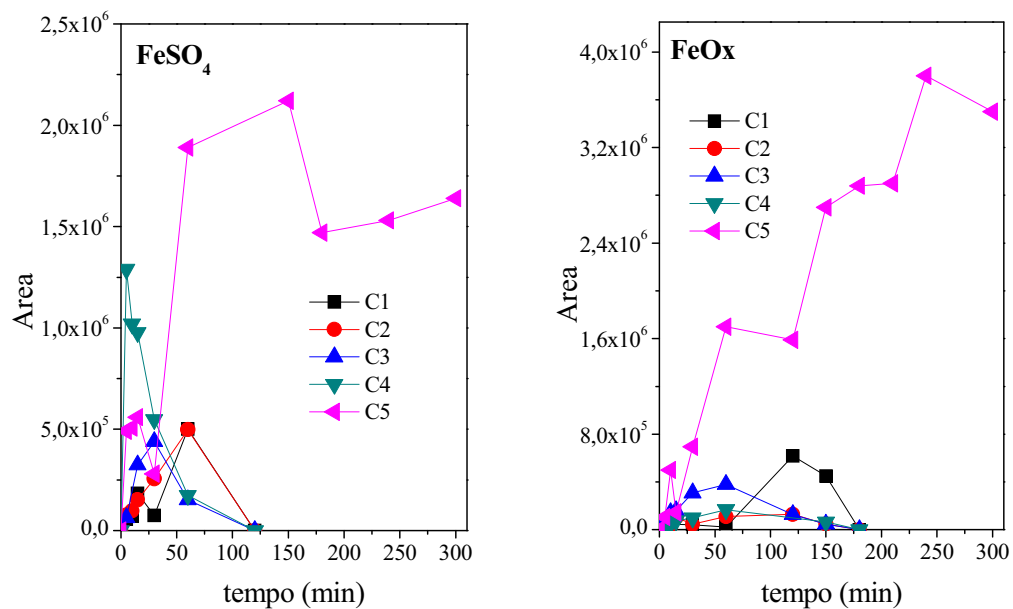 FeSO₄
2,5x10⁶
2,0x10⁶
1,5x10⁶
1,0x10⁶
5,0x10⁵
0,0
Area
C1
C2
C3
C4
C5
0 50 100 150 200 250 300
tempo (min)
FeOx
4,0x10⁶
3,2x10⁶
2,4x10⁶
1,6x10⁶
8,0x10⁵
0,0
Area
C1
C2
C3
C4
C5
0 50 100 150 200 250 300
tempo (min)